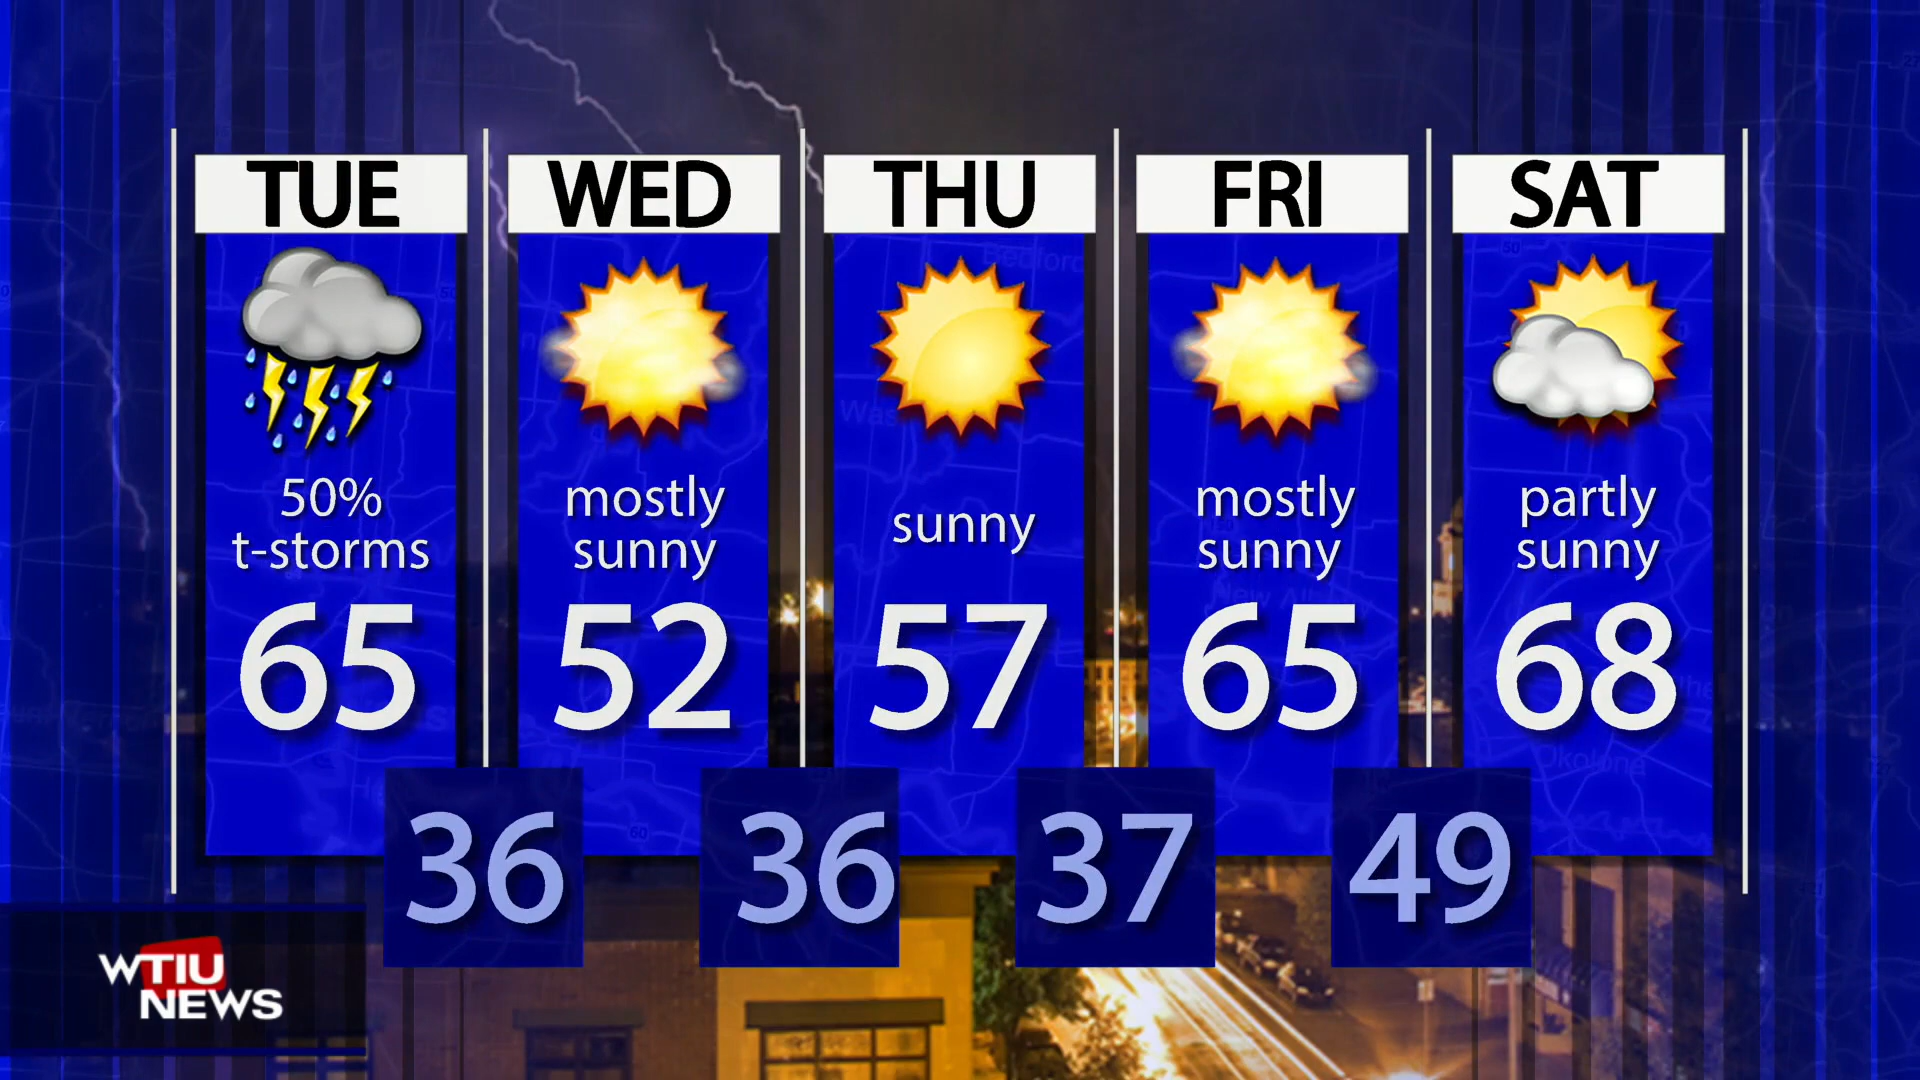 TUE
50%
t-storms
65
WED
mostly
sunny
52
THU
sunny
57
FRI
mostly
sunny
65
SAT
partly
sunny
68
36
36
37
49
WTIU
NEWS